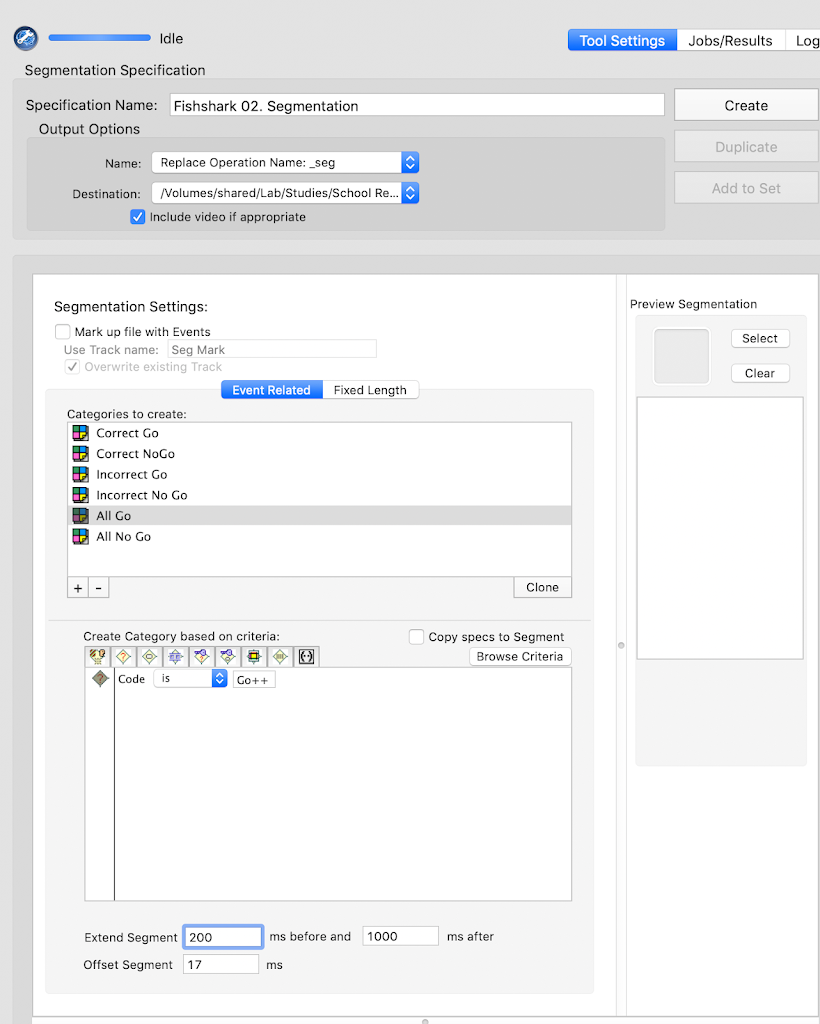 Idle
Tool Settings Jobs/Results Log
Segmentation Specification
Specification Name: Fishshark 02. Segmentation Create
Output Options
Duplicate
Name: Replace Operation Name: _seg
Add to Set
Destination: /Volumes/shared/Lab/Studies/School Re...
Include video if appropriate
Segmentation Settings:
Preview Segmentation
Mark up file with Events
Select
Use Track name: Seg Mark
Overwrite existing Track
Clear
Event Related Fixed Length
Categories to create:
Correct Go
Correct NoGo
Incorrect Go
Incorrect No Go
All Go
All No Go
+ - Clone
Create Category based on criteria: Copy specs to Segment
Browse Criteria
Code is Go++
Extend Segment 200 ms before and 1000 ms after
Offset Segment 17 ms